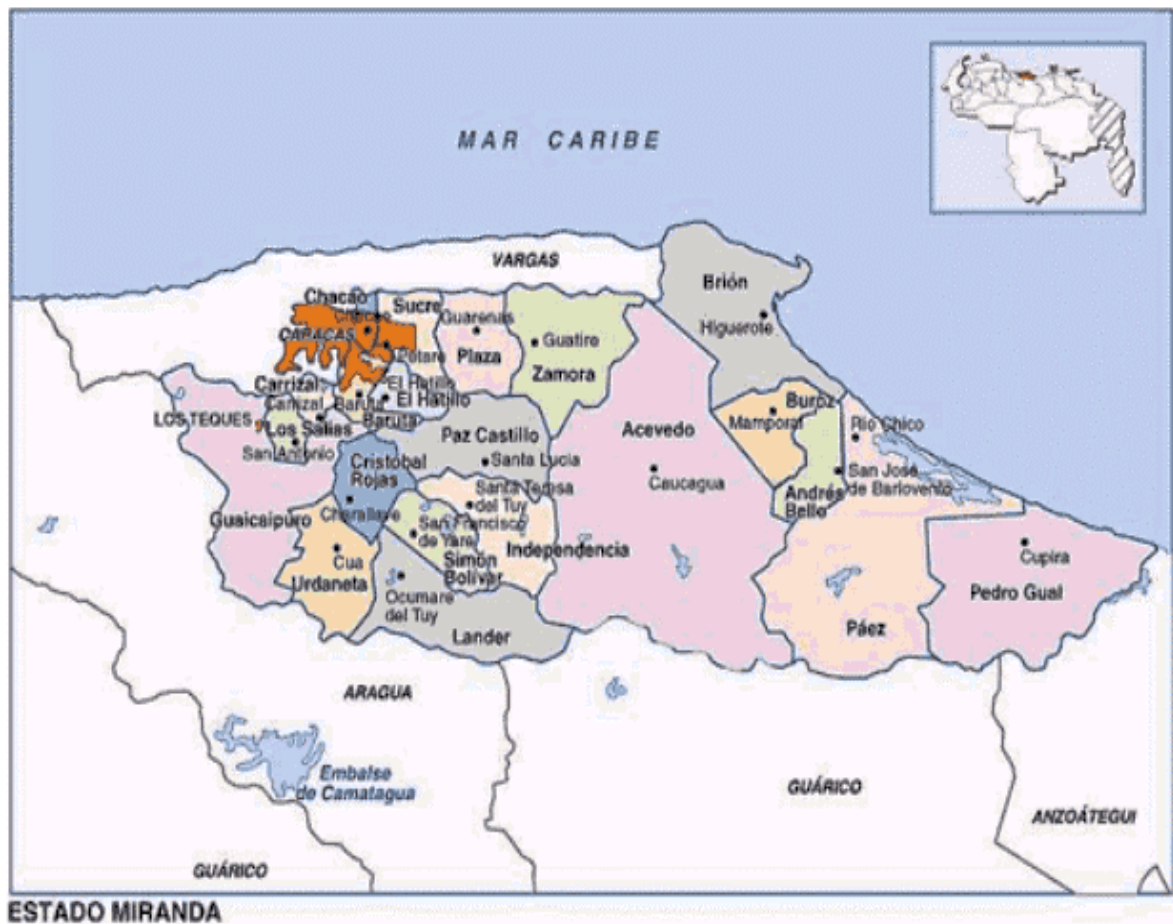 MAR CARIBE
VARGAS
Brión
Higuerote
Chacao
Sucre
Guarenas
Chacao
CARACAS
Petare
Plaza
Guatire
Zamora
Carrizal
El Hatillo
Carrizal
Baruta
El Hatillo
LOS TEQUES
Los Salias
Baruta
San Antonio
Paz Castillo
Acevedo
Mamporal
Buroz
Rio Chico
Cristóbal
Rojas
Santa Lucia
Caucagua
San José
de Barlovento
Andrés
Bello
Santa Teresa
del Tuy
Charallave
Guaicaipuro
San Francisco
de Yare
Independencia
Cua
Urdaneta
Simón
Bolívar
Cupira
Pedro Gual
Ocumare
del Tuy
Lander
Páez
ARAGUA
Embalse
de Camatagua
GUÁRICO
ANZOÁTEGUI
GUÁRICO
ESTADO MIRANDA